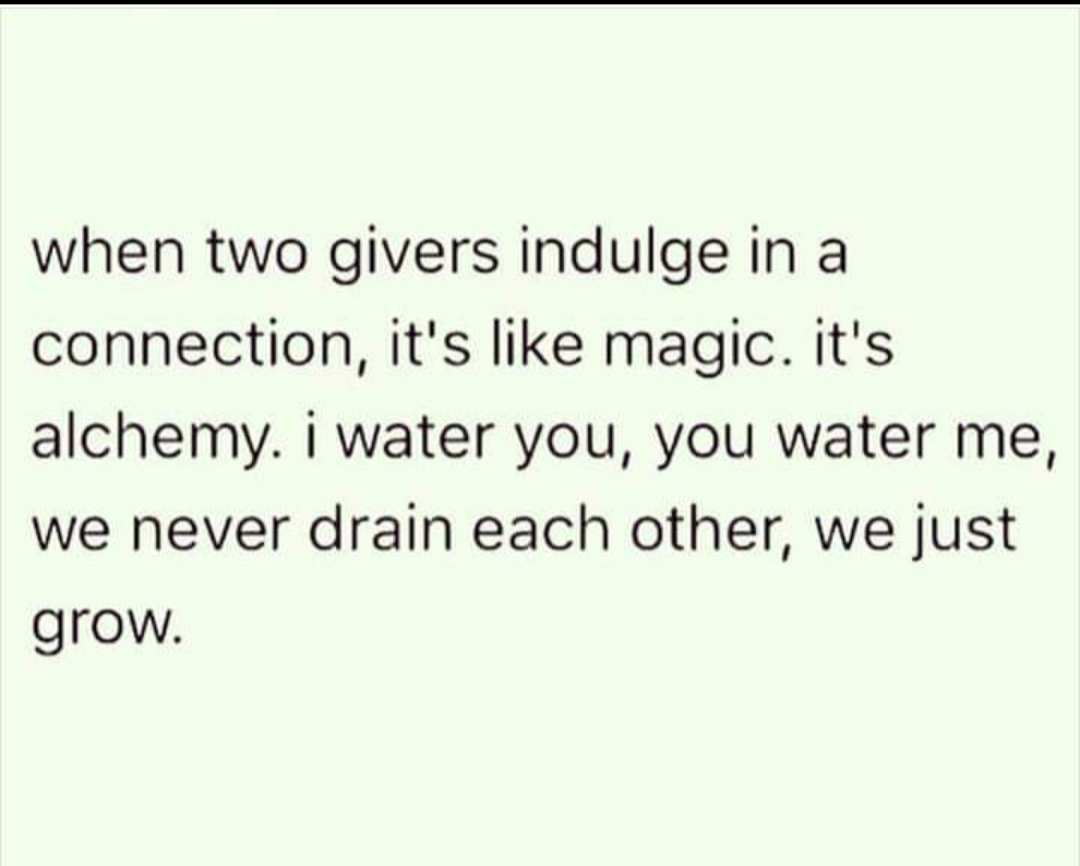 when two givers indulge in a
connection, it's like magic. it's
alchemy. i water you, you water me,
we never drain each other, we just
grow.